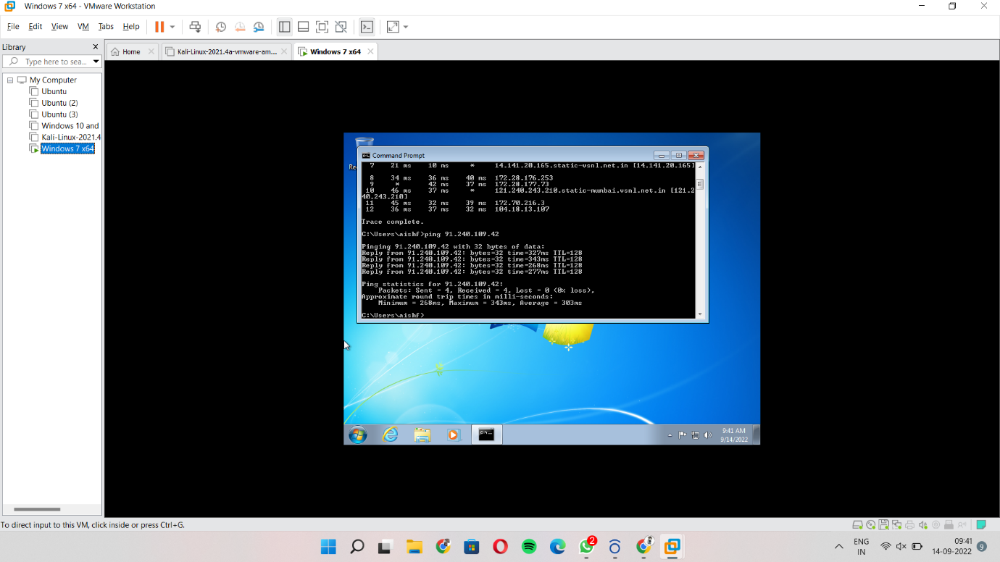 Windows 7 x64 - VMware Workstation
File Edit View VM Tabs Help
Library
Type here to sea...
Home
Kali-Linux-2021.4a-vmware-am...
Windows 7 x64
My Computer
Ubuntu
Ubuntu (2)
Ubuntu (3)
Windows 10 and
Kali-Linux-2021.4
Windows 7 x64
Command Prompt
7 21 ms 10 ms * 14.141.20.165.static-vsnl.net.in [14.141.20.165]
8 34 ms 36 ms 40 ms 172.28.176.253
9 * 42 ms 37 ms 172.28.177.73
10 46 ms 37 ms * 121.240.243.210.static-mumbai.vsnl.net.in [121.2
40.243.210]
11 45 ms 32 ms 39 ms 172.70.216.3
12 36 ms 37 ms 32 ms 104.18.13.107
Trace complete.
C:\Users\aishf>ping 91.240.109.42
Pinging 91.240.109.42 with 32 bytes of data:
Reply from 91.240.109.42: bytes=32 time=327ms TTL=128
Reply from 91.240.109.42: bytes=32 time=343ms TTL=128
Reply from 91.240.109.42: bytes=32 time=268ms TTL=128
Reply from 91.240.109.42: bytes=32 time=277ms TTL=128
Ping statistics for 91.240.109.42:
Packets: Sent = 4, Received = 4, Lost = 0 (0% loss),
Approximate round trip times in milli-seconds:
Minimum = 268ms, Maximum = 343ms, Average = 303ms
C:\Users\aishf>
Re
9:41 AM
9/14/2022
To direct input to this VM, click inside or press Ctrl+G.
2
ENG
IN
09:41
14-09-2022
9